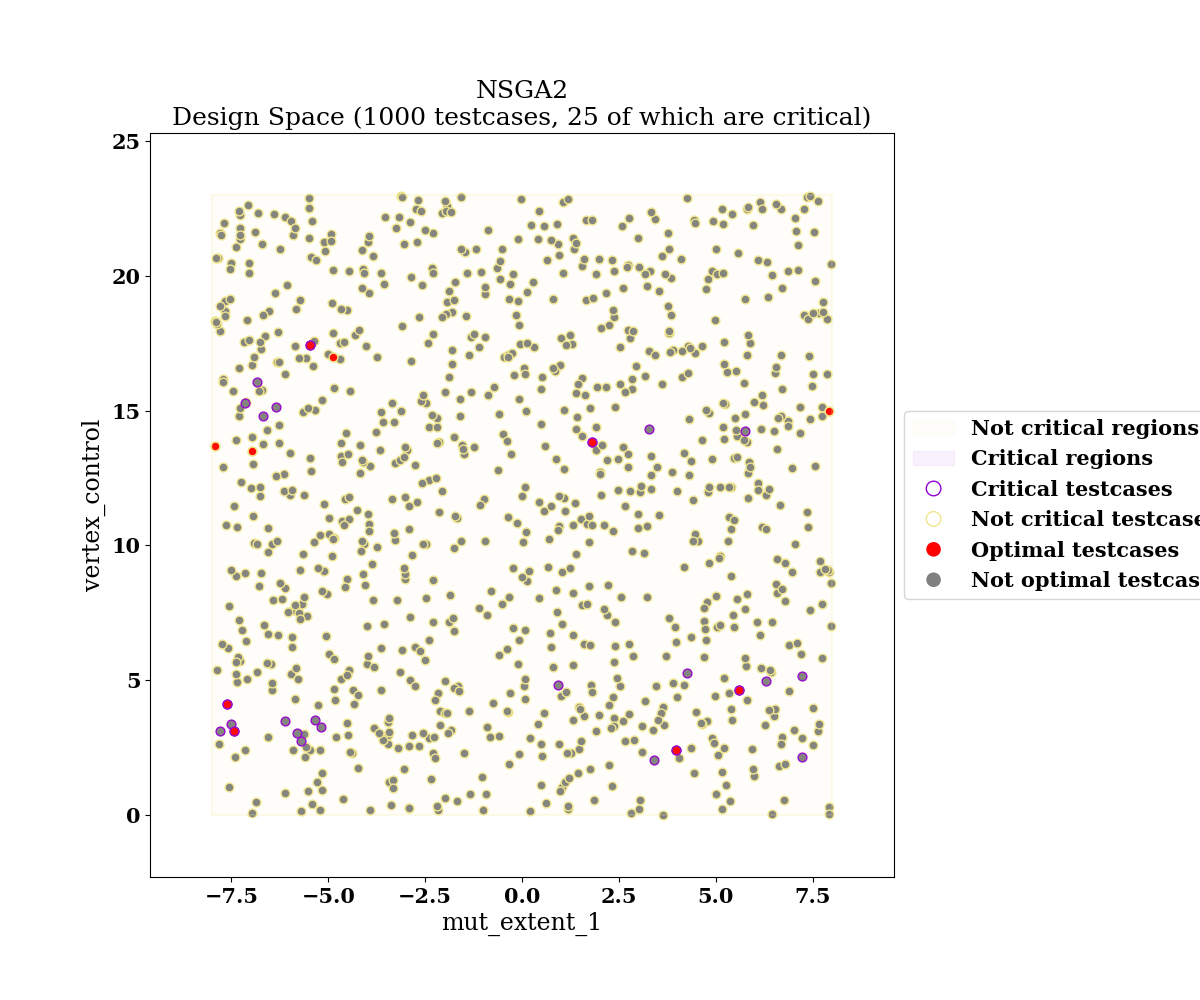 NSGA2
Design Space (1000 testcases, 25 of which are critical)
25
20
15
10
5
0
vertex_control
−7.5
−5.0
−2.5
0.0
2.5
5.0
7.5
mut_extent_1
Not critical regions
Critical regions
Critical testcases
Not critical testcase
Optimal testcases
Not optimal testcas